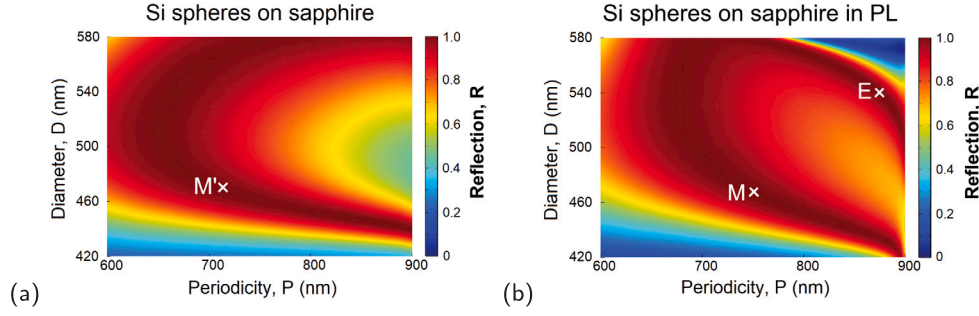 Si spheres on sapphire
580
540
500
460
420
Diameter, D (nm)
M'×
600 700 800 900
Periodicity, P (nm)
1.0
0.8
0.6
0.4
0.2
0
Reflection, R
(a)
Si spheres on sapphire in PL
580
540
500
460
420
Diameter, D (nm)
E×
M×
600 700 800 900
Periodicity, P (nm)
1.0
0.8
0.6
0.4
0.2
0
Reflection, R
(b)